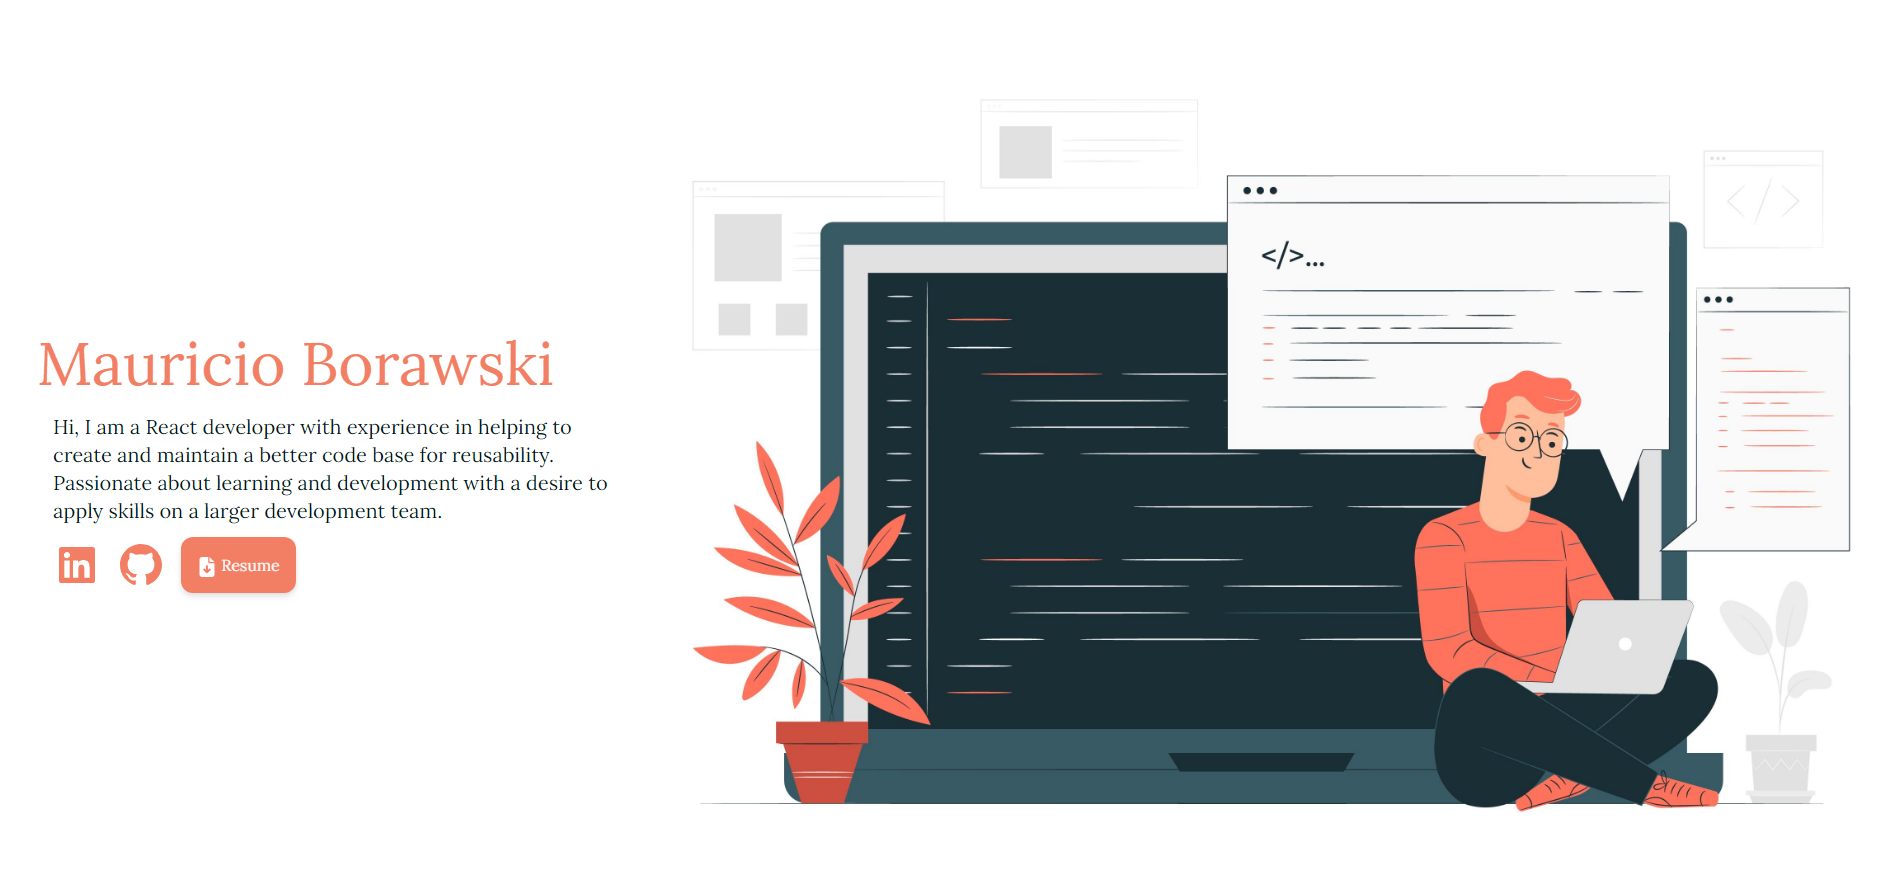 </>...
Mauricio Borawski
Hi, I am a React developer with experience in helping to
create and maintain a better code base for reusability.
Passionate about learning and development with a desire to
apply skills on a larger development team.
in
Resume